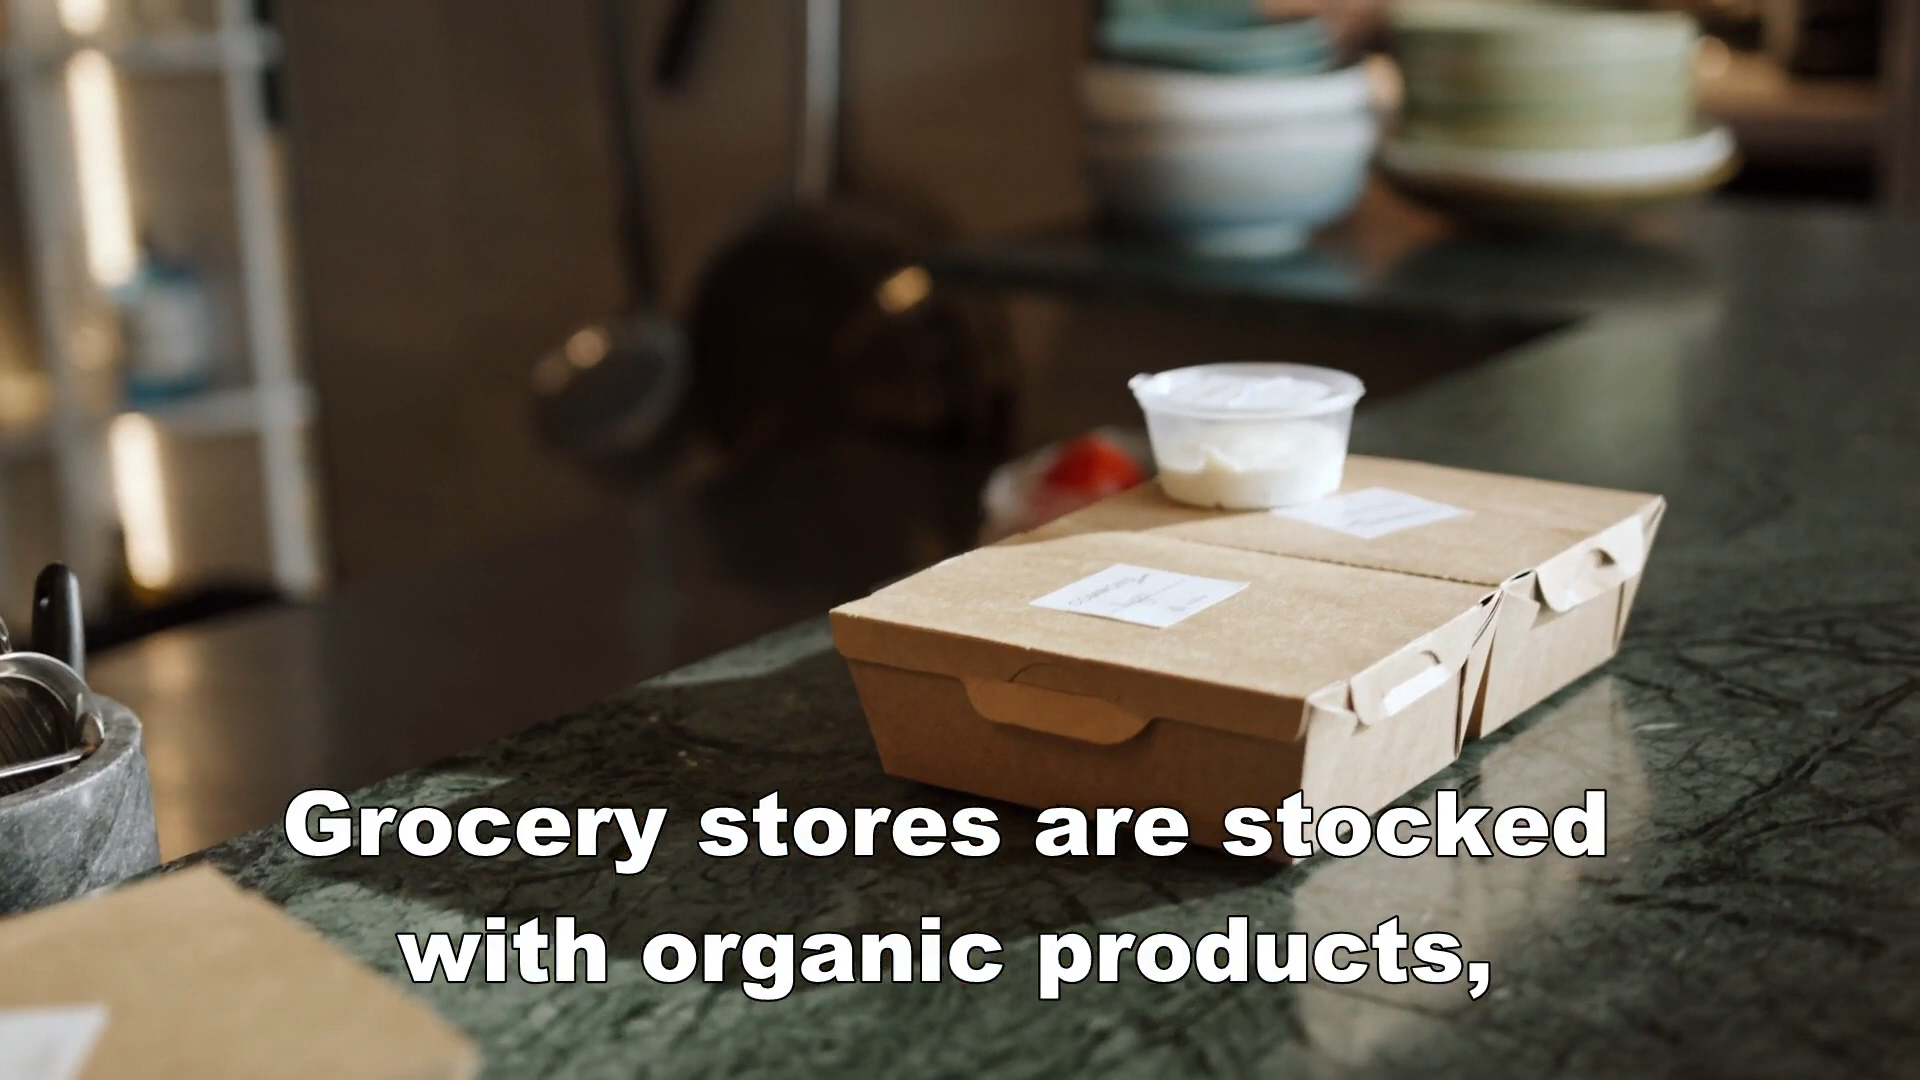 Grocery stores are stocked
with organic products,